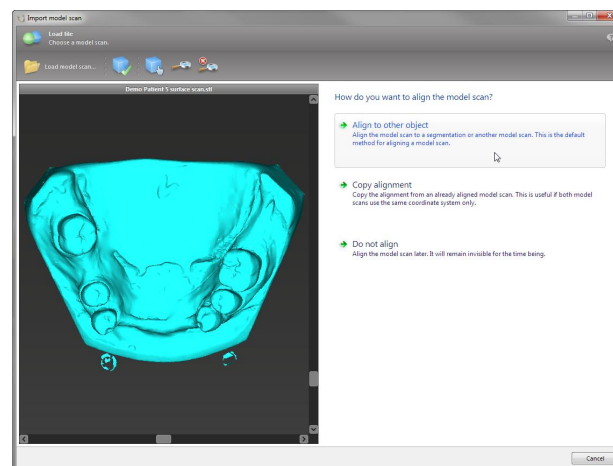 Import model scan
Load file
Choose a model scan.
Load model scan...
Demo Patient 5 surface scan.stl
How do you want to align the model scan?
Align to other object
Align the model scan to a segmentation or another model scan. This is the default
method for aligning a model scan.
Copy alignment
Copy the alignment from an already aligned model scan. This is useful if both model
scans use the same coordinate system only.
Do not align
Align the model scan later. It will remain invisible for the time being.
Cancel